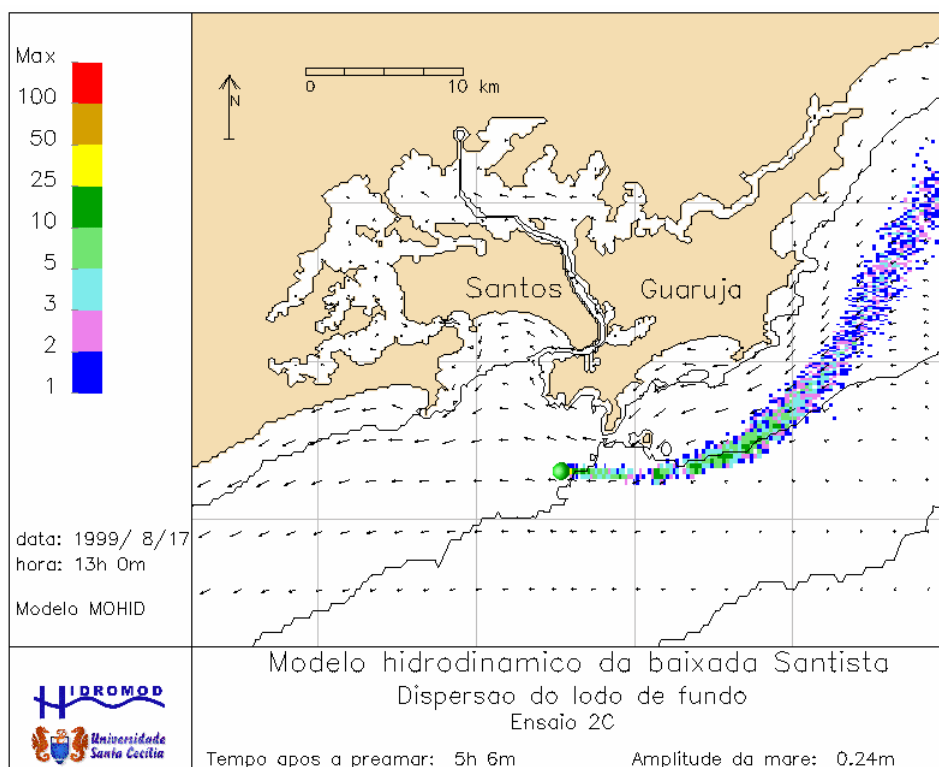 Max
100
50
25
10
5
3
2
1
N
0 10 km
Santos
Guaruja
data: 1999/ 8/17
hora: 13h 0m
Modelo MOHID
HIDROMOD
Universidade
Santa Cecília
Modelo hidrodinamico da baixada Santista
Dispersao do lodo de fundo
Ensaio 2C
Tempo apos a preamar: 5h 6m Amplitude da mare: 0.24m